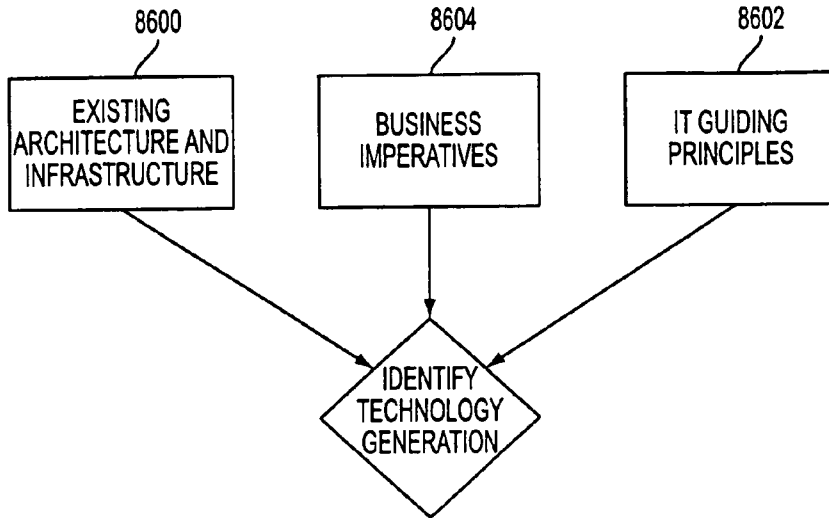 8600
8604
8602
EXISTING
ARCHITECTURE AND
INFRASTRUCTURE
BUSINESS
IMPERATIVES
IT GUIDING
PRINCIPLES
IDENTIFY
TECHNOLOGY
GENERATION